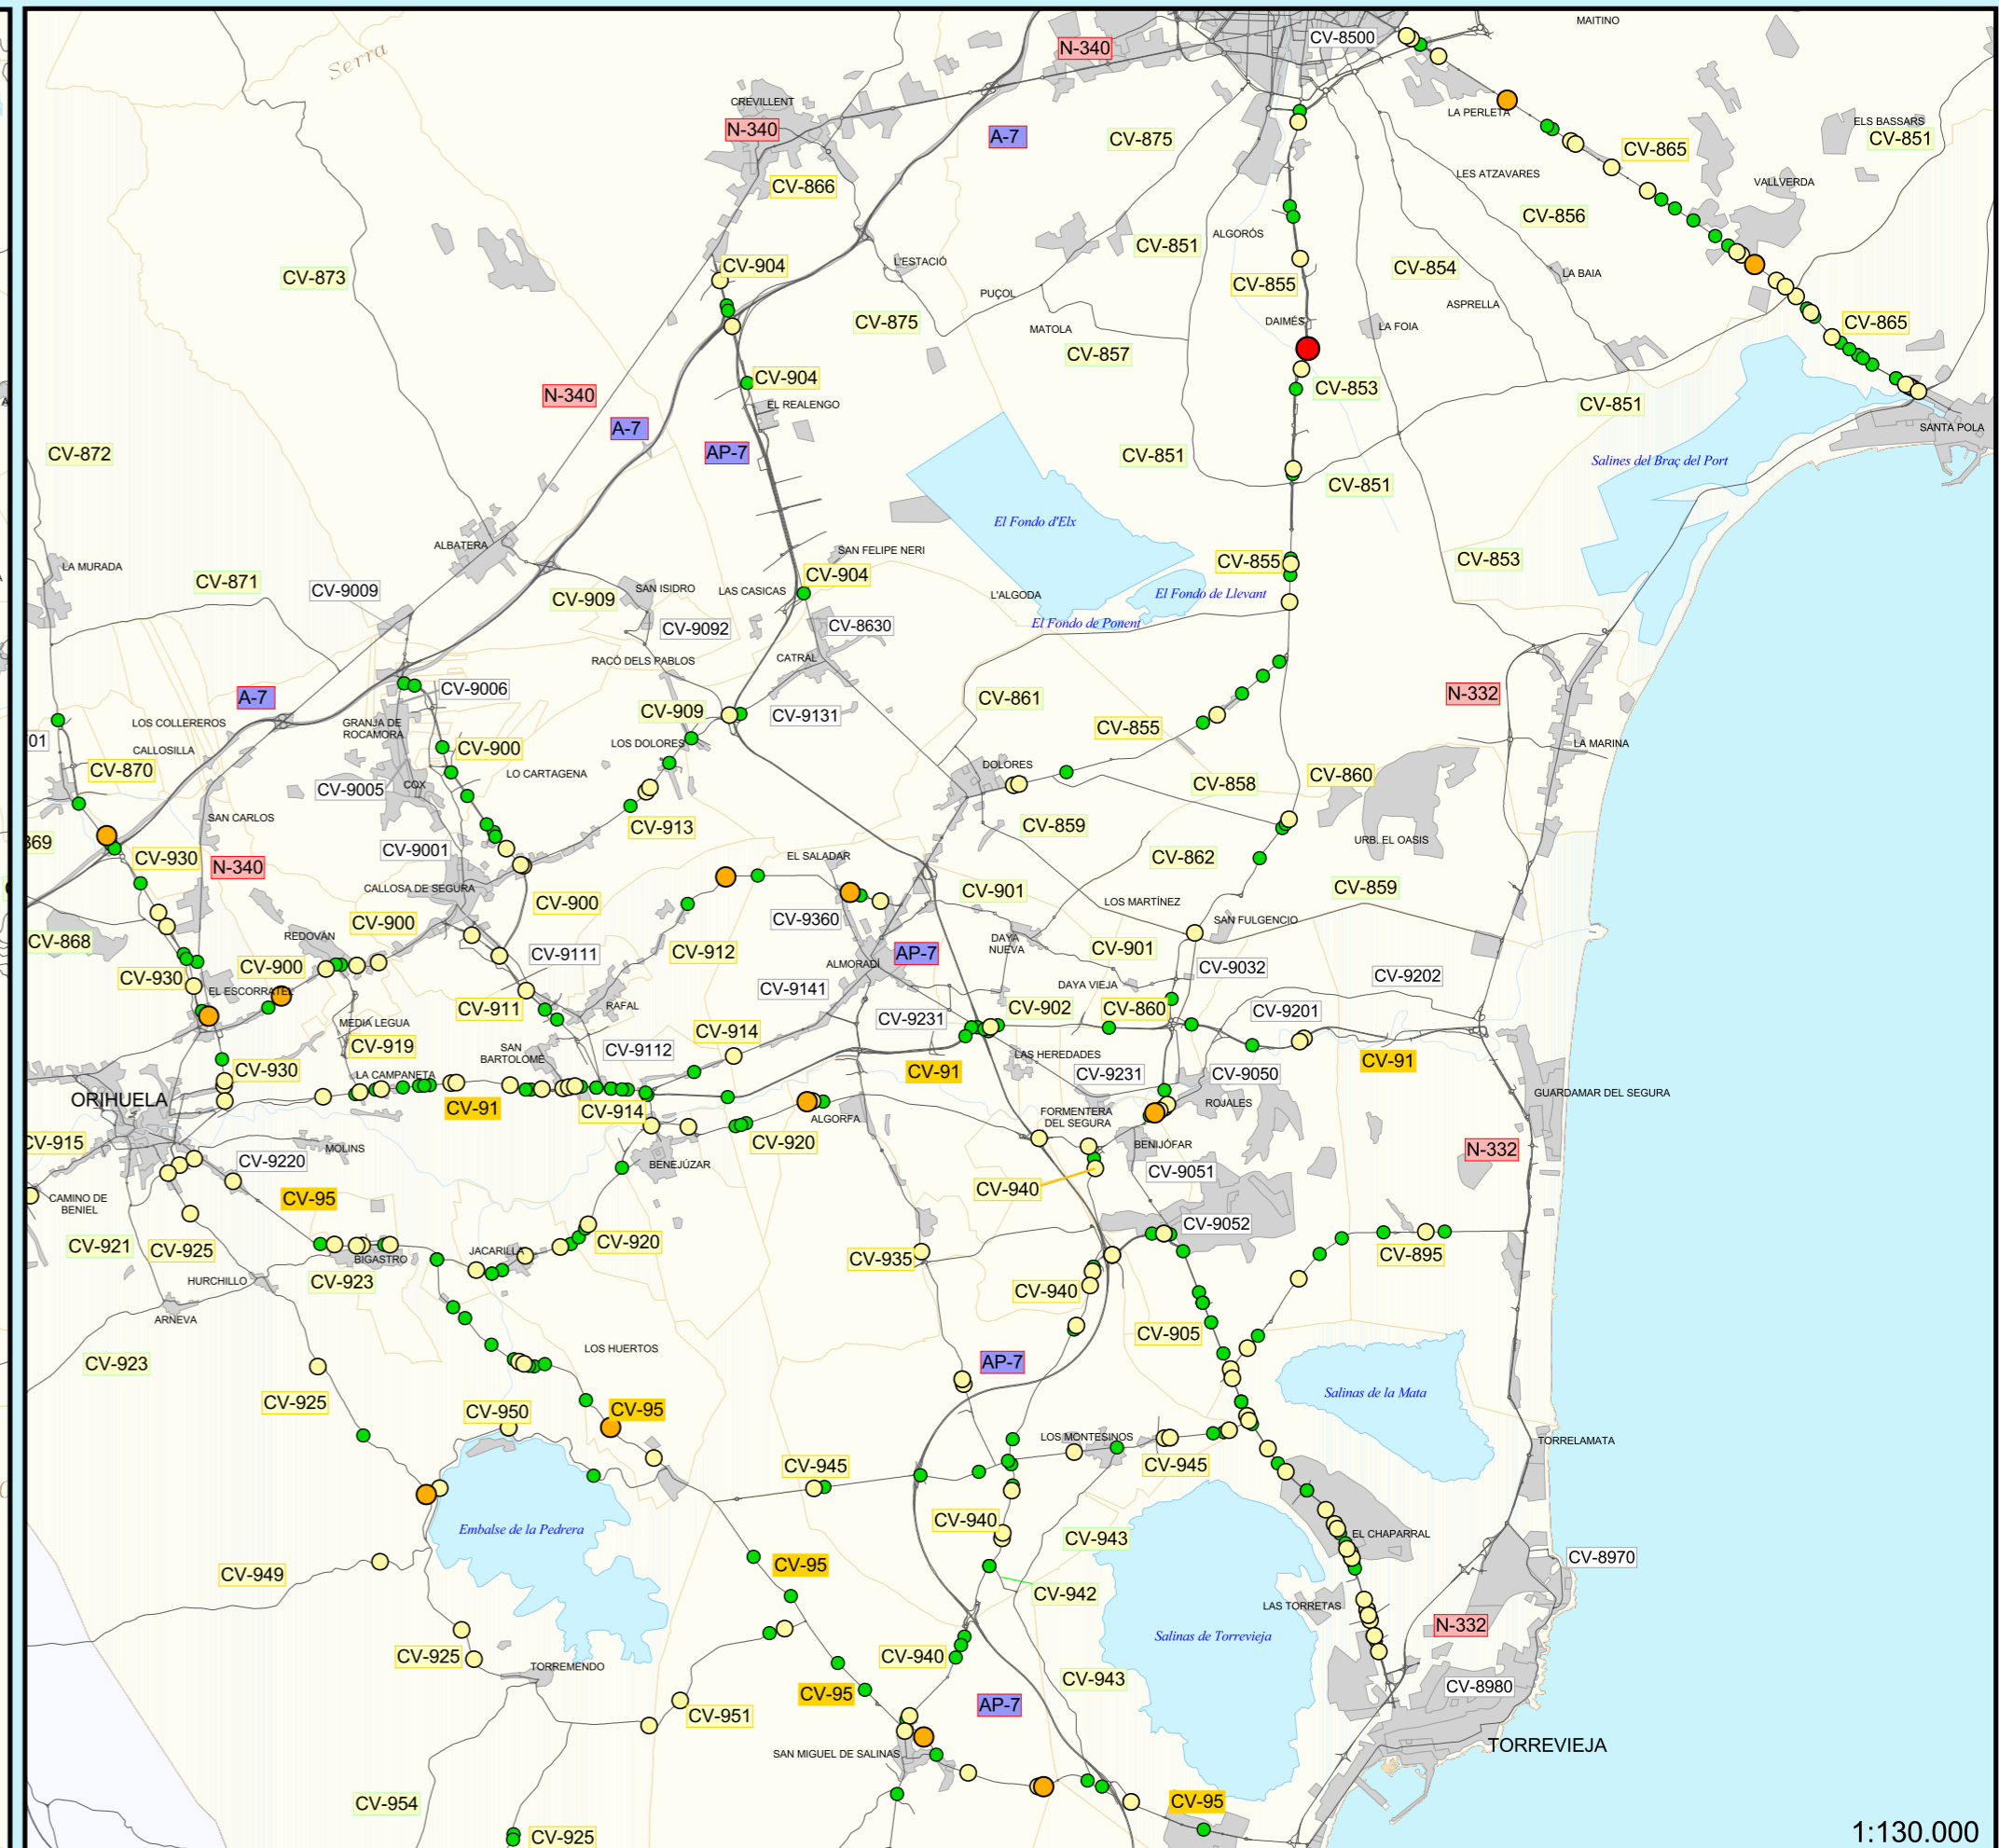 MAITINO
CV-8500
N-340
Serra
CREVILLENT
N-340
A-7
CV-875
LA PERLETA
ELS BASSARS
CV-851
CV-865
CV-866
LES ATZAVARES
VALLVERDA
CV-856
ALGORÓS
CV-851
L'ESTACIÓ
CV-904
CV-854
LA BAIA
CV-873
CV-855
PUÇOL
ASPRELLA
CV-875
DAIMÉS
MATOLA
LA FOIA
CV-865
CV-857
CV-904
CV-853
N-340
EL REALENGO
CV-851
A-7
SANTA POLA
CV-872
AP-7
CV-851
Salines del Braç del Port
CV-851
El Fondo d'Elx
ALBATERA
SAN FELIPE NERI
CV-855
CV-853
LA MURADA
CV-904
CV-871
CV-9009
SAN ISIDRO
LAS CASICAS
CV-909
L'ALGODA
El Fondo de Llevant
El Fondo de Ponent
CV-9092
CV-8630
RACÓ DELS PABLOS
CATRAL
CV-9006
A-7
CV-861
N-332
CV-909
CV-9131
LOS COLLEREROS
GRANJA DE
ROCAMORA
CV-855
01
CALLOSILLA
CV-900
LOS DOLORES
LA MARINA
CV-870
LO CARTAGENA
DOLORES
CV-860
CV-9005
COX
CV-858
SAN CARLOS
CV-913
CV-859
869
URB. EL OASIS
CV-9001
CV-930
EL SALADAR
CV-862
N-340
CALLOSA DE SEGURA
CV-901
CV-859
CV-900
LOS MARTÍNEZ
CV-900
CV-9360
SAN FULGENCIO
CV-868
REDOVÁN
DAYA
NUEVA
CV-901
CV-9111
CV-912
AP-7
CV-900
ALMORADÍ
CV-9032
CV-9202
CV-930
EL ESCORRATEL
DAYA VIEJA
CV-9141
RAFAL
CV-911
CV-902
CV-860
CV-9201
MEDIA LEGUA
CV-9231
CV-914
CV-919
SAN
BARTOLOMÉ
CV-9112
LAS HEREDADES
CV-91
CV-930
LA CAMPANETA
CV-91
CV-9231
CV-9050
GUARDAMAR DEL SEGURA
ORIHUELA
CV-91
CV-914
ALGORFA
FORMENTERA
DEL SEGURA
ROJALES
CV-915
CV-920
BENIJÓFAR
MOLINS
N-332
CV-9220
BENEJÚZAR
CV-9051
CAMINO DE
BENIEL
CV-95
CV-940
CV-9052
CV-921
CV-925
CV-920
JACARILLA
CV-935
BIGASTRO
CV-895
HURCHILLO
CV-923
CV-940
ARNEVA
CV-905
LOS HUERTOS
CV-923
AP-7
Salinas de la Mata
CV-925
CV-950
CV-95
LOS MONTESINOS
TORRELAMATA
CV-945
CV-945
CV-940
Embalse de la Pedrera
EL CHAPARRAL
CV-943
CV-8970
CV-95
CV-949
CV-942
LAS TORRETAS
N-332
Salinas de Torrevieja
CV-925
CV-940
TORREMENDO
CV-943
CV-8980
CV-95
AP-7
CV-951
TORREVIEJA
SAN MIGUEL DE SALINAS
CV-954
CV-95
CV-925
1:130.000